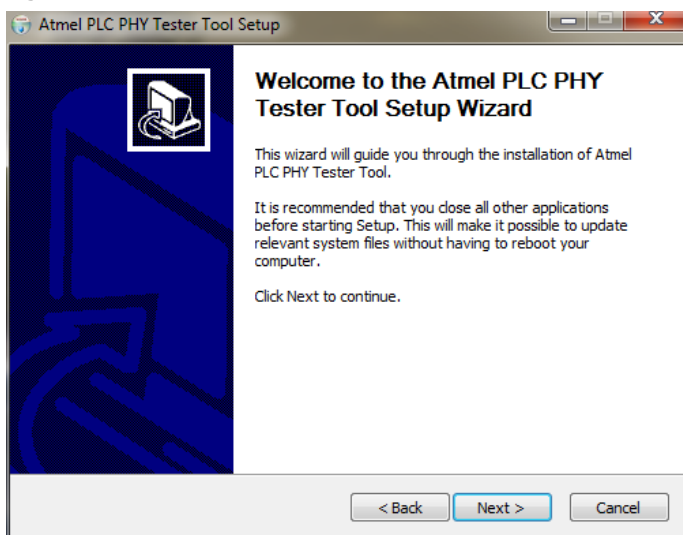 Atmel PLC PHY Tester Tool Setup
Welcome to the Atmel PLC PHY
Tester Tool Setup Wizard
This wizard will guide you through the installation of Atmel
PLC PHY Tester Tool.
It is recommended that you close all other applications
before starting Setup. This will make it possible to update
relevant system files without having to reboot your
computer.
Click Next to continue.
< Back Next > Cancel